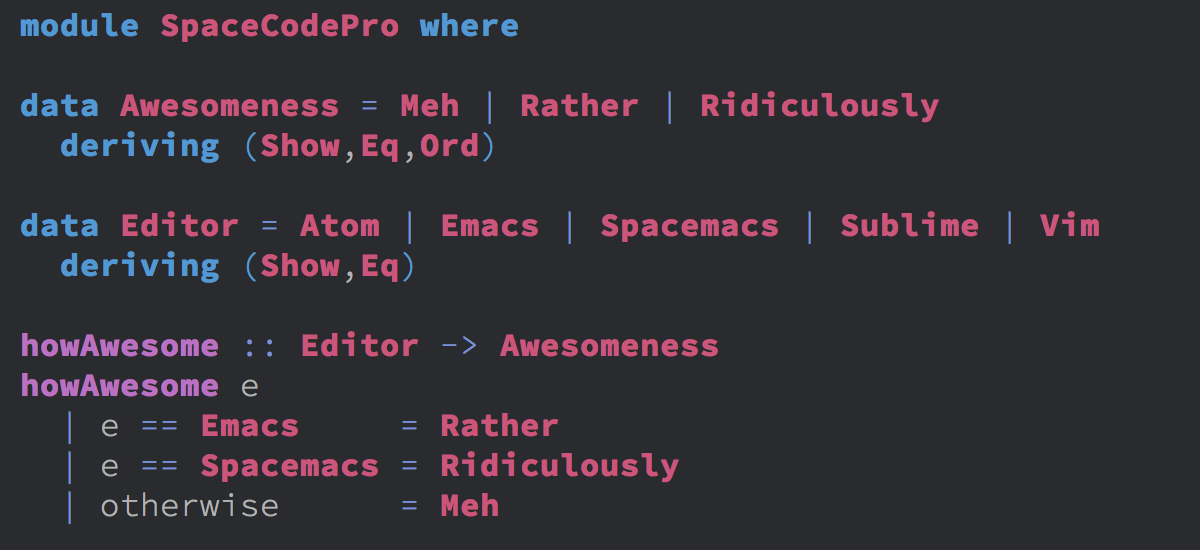 module SpaceCodePro where
data Awesomeness = Meh | Rather | Ridiculously
  deriving (Show,Eq,Ord)
data Editor = Atom | Emacs | Spacemacs | Sublime | Vim
  deriving (Show,Eq)
howAwesome :: Editor -> Awesomeness
howAwesome e
  | e == Emacs     = Rather
  | e == Spacemacs = Ridiculously
  | otherwise      = Meh